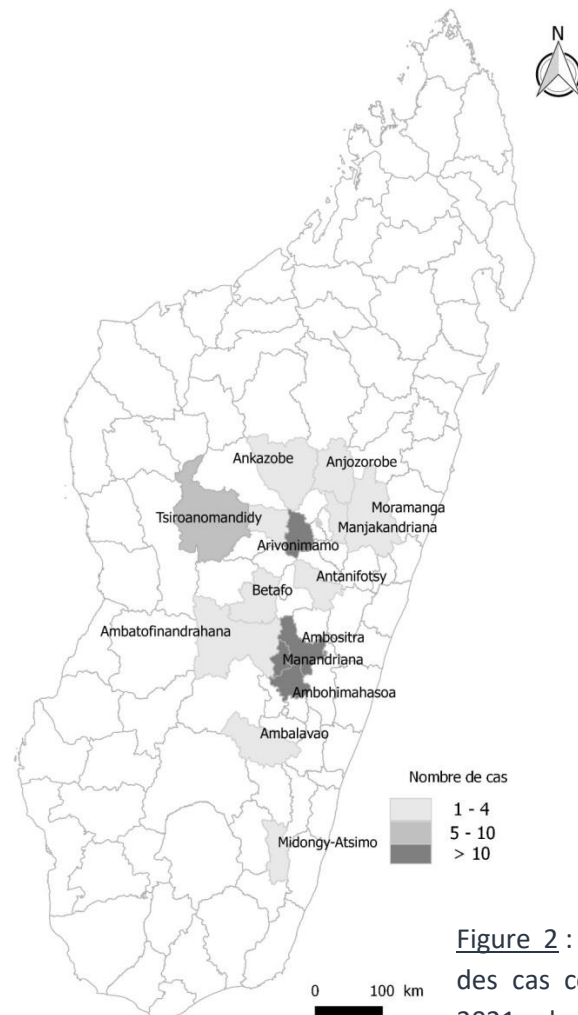 N
Ankazobe
Anjozorobe
Moramanga
Tsiroanomandidy
Manjakandriana
Arivonimamo
Antanifotsy
Betafo
Ambatofinandrahana
Ambositra
Manandriana
Ambohimahasoa
Ambalavao
Nombre de cas
1 - 4
5 - 10
> 10
Midongy-Atsimo
Figure 2 :
des cas
0 100 km